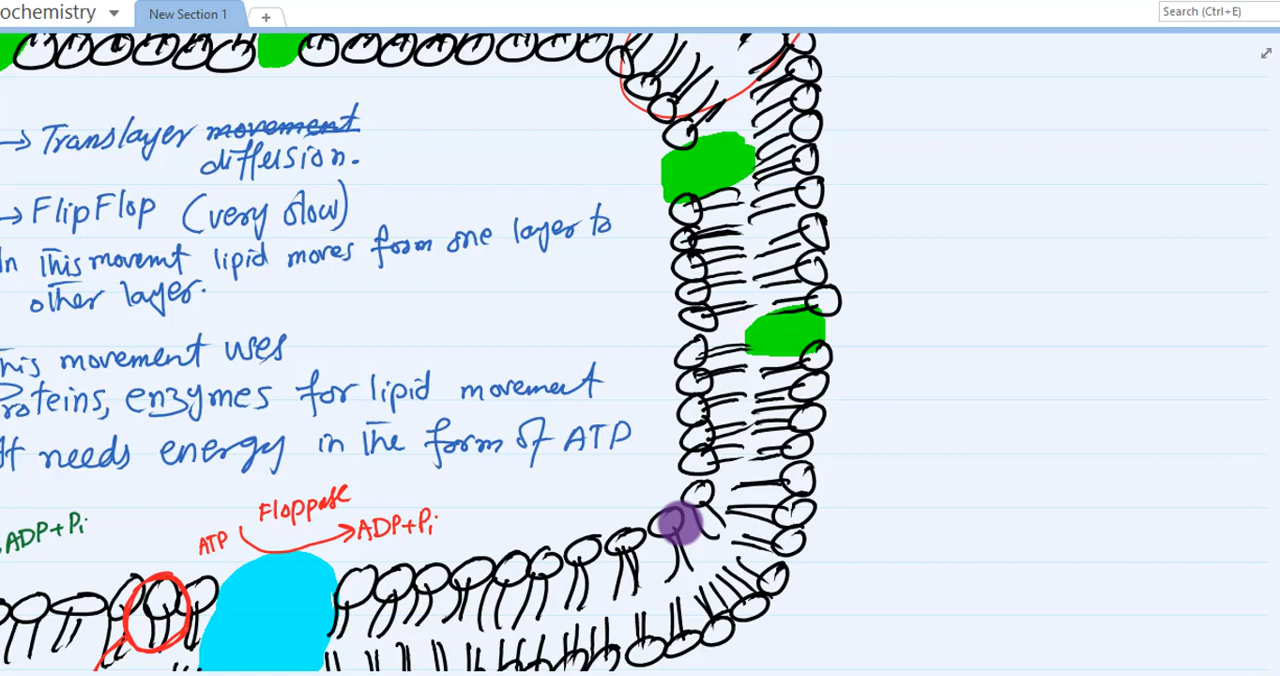 ochemistry
New Section 1
+
Search (Ctrl+E)
→ Translayer movement
diffusion.
→ FlipFlop (very slow)
In This movemt lipid moves form one layer to
other layer.
This movement uses
Proteins, enzymes for lipid movement
It needs energy in the form of ATP
Floppase
ADP+Pi
ATP
ADP+Pi